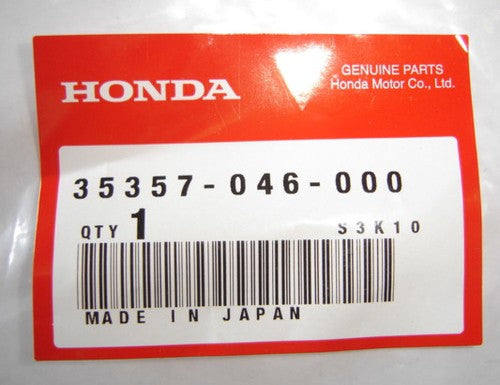 HONDA
GENUINE PARTS
Honda Motor Co., Ltd.
35357-046-000
QTY 1 S3K10
MADE IN JAPAN